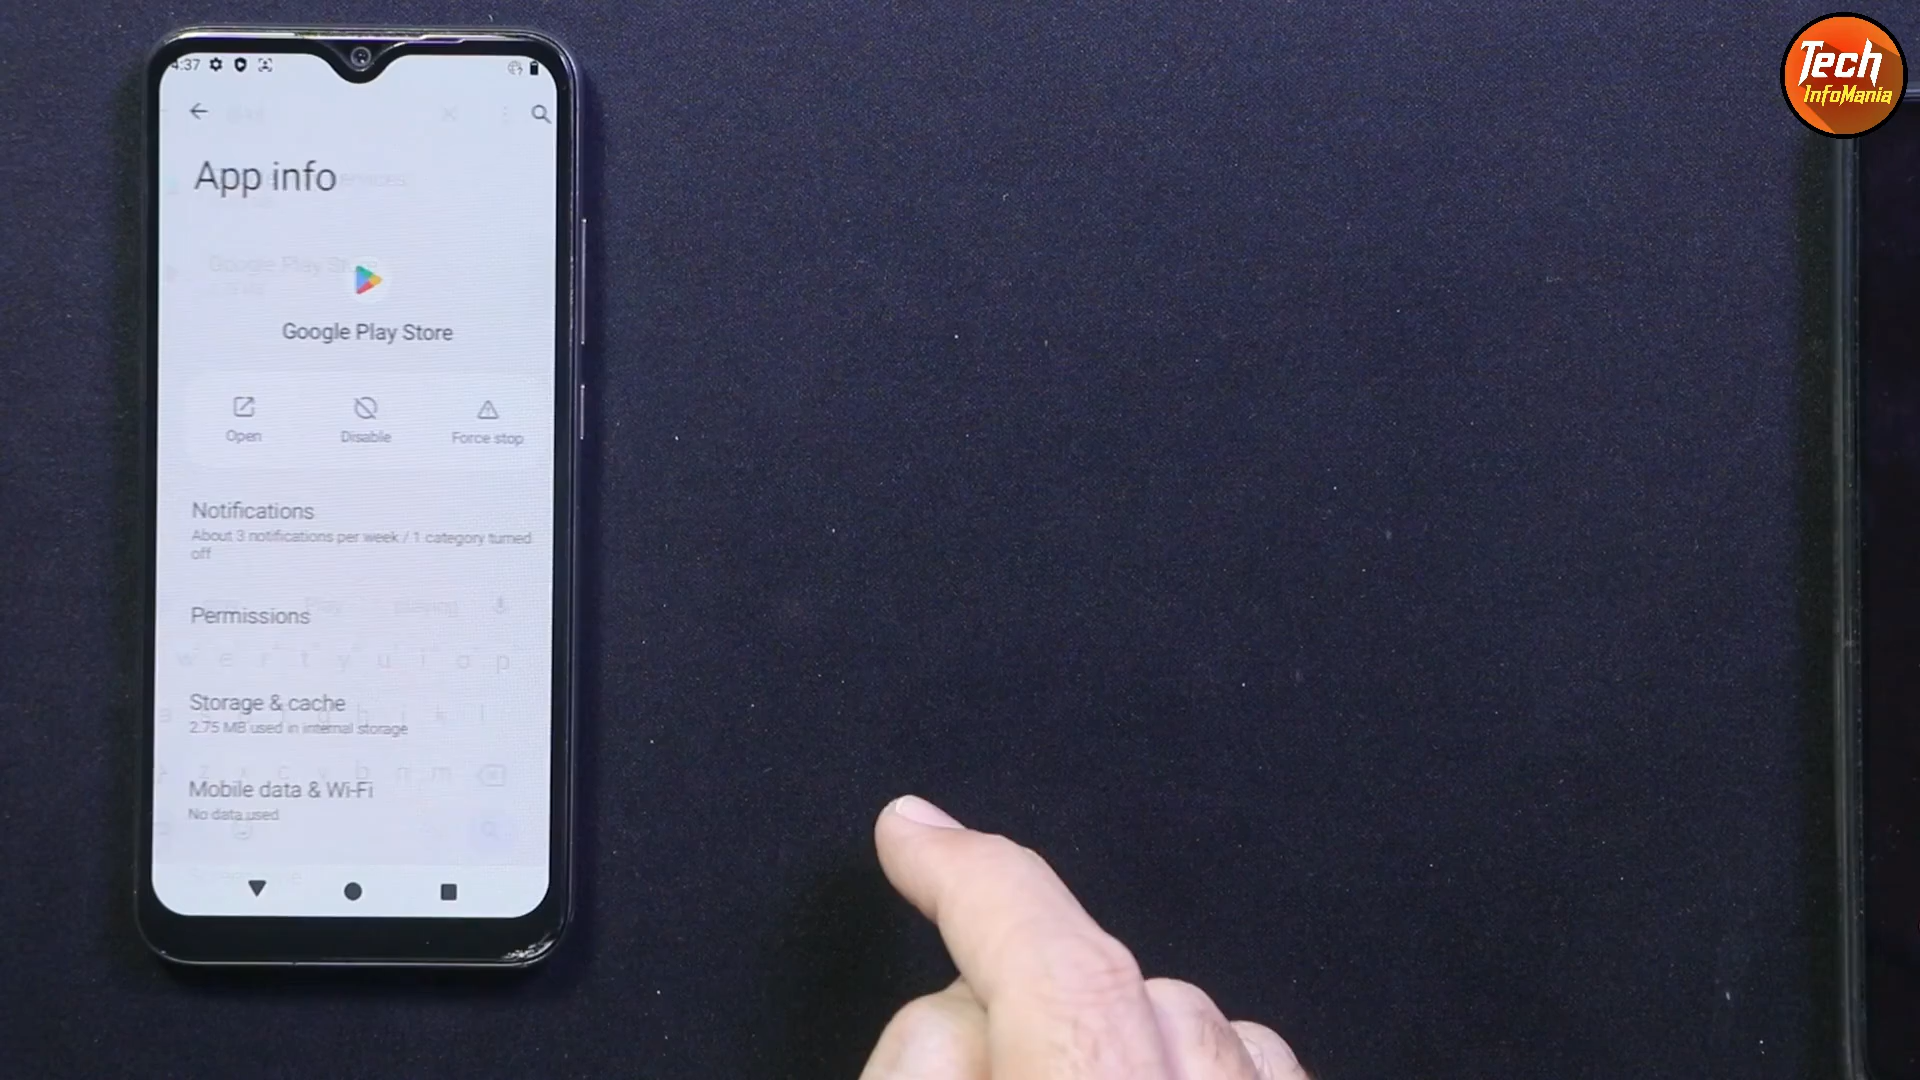 4:37
App info
Google Play Store
Open
Disable
Force stop
Notifications
About 3 notifications per week / 1 category turned
off
Permissions
Storage & cache
2.75 MB used in internal storage
Mobile data & Wi-Fi
No data used
Tech
InfoMania